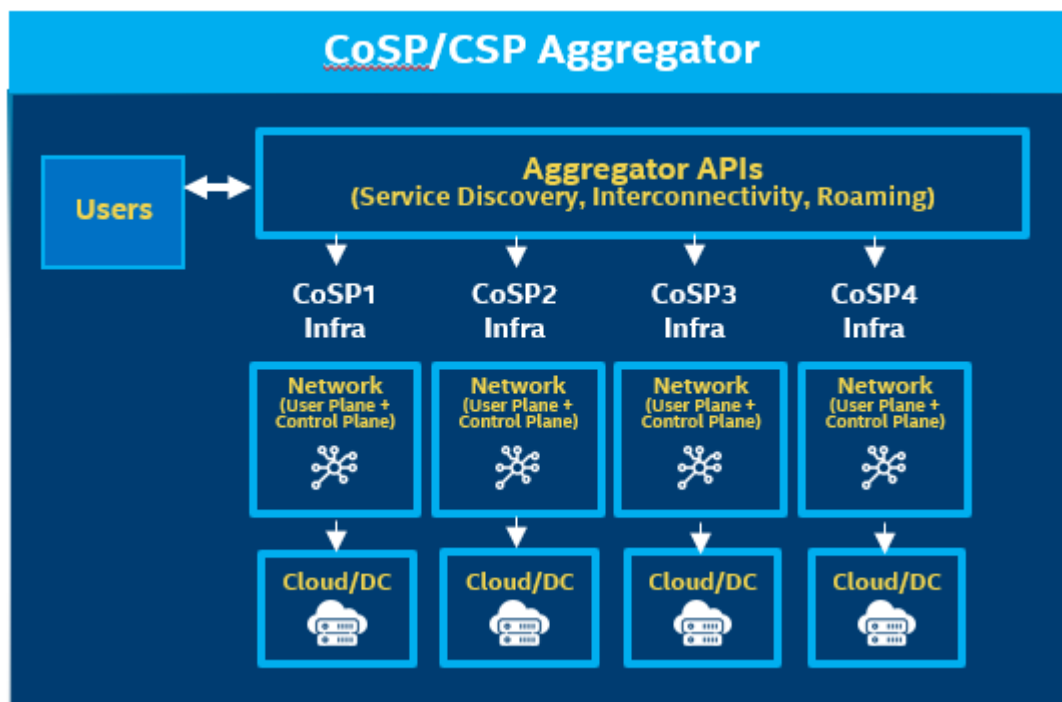 CoSP/CSP Aggregator
Users
Aggregator APIs
(Service Discovery, Interconnectivity, Roaming)
CoSP1
Infra
CoSP2
Infra
CoSP3
Infra
CoSP4
Infra
Network
(User Plane +
Control Plane)
Network
(User Plane +
Control Plane)
Network
(User Plane +
Control Plane)
Network
(User Plane +
Control Plane)
Cloud/DC
Cloud/DC
Cloud/DC
Cloud/DC